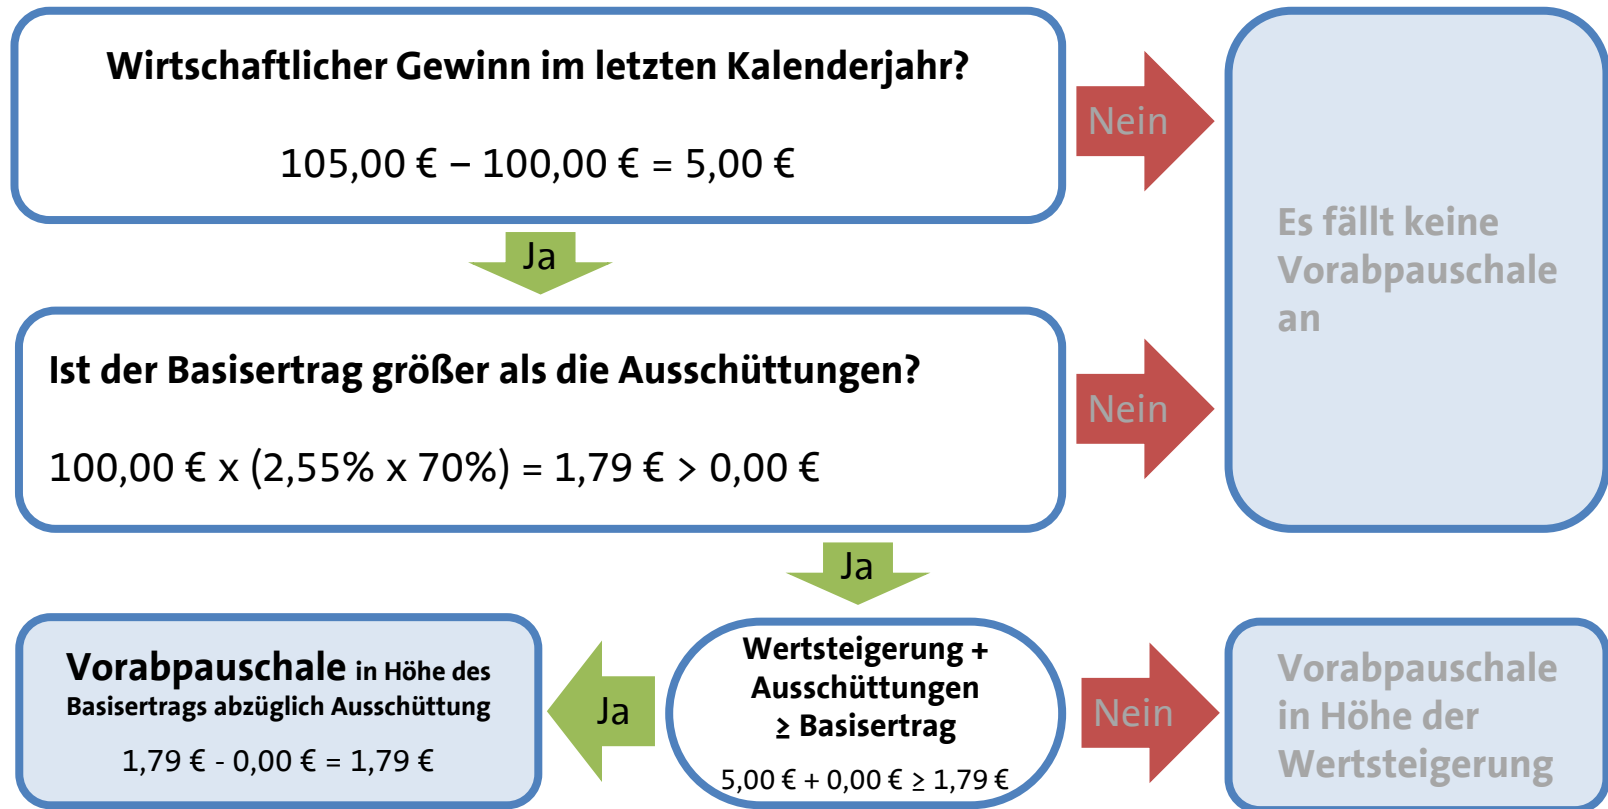 Wirtschaftlicher Gewinn im letzten Kalenderjahr?
105,00 € – 100,00 € = 5,00 €
Nein
Es fällt keine
Vorabpauschale
an
Ja
Ist der Basisertrag größer als die Ausschüttungen?
100,00 € x (2,55% x 70%) = 1,79 € > 0,00 €
Nein
Ja
Vorabpauschale in Höhe des
Basisertrags abzüglich Ausschüttung
1,79 € - 0,00 € = 1,79 €
Ja
Wertsteigerung +
Ausschüttungen
≥ Basisertrag
5,00 € + 0,00 € ≥ 1,79 €
Nein
Vorabpauschale
in Höhe der
Wertsteigerung